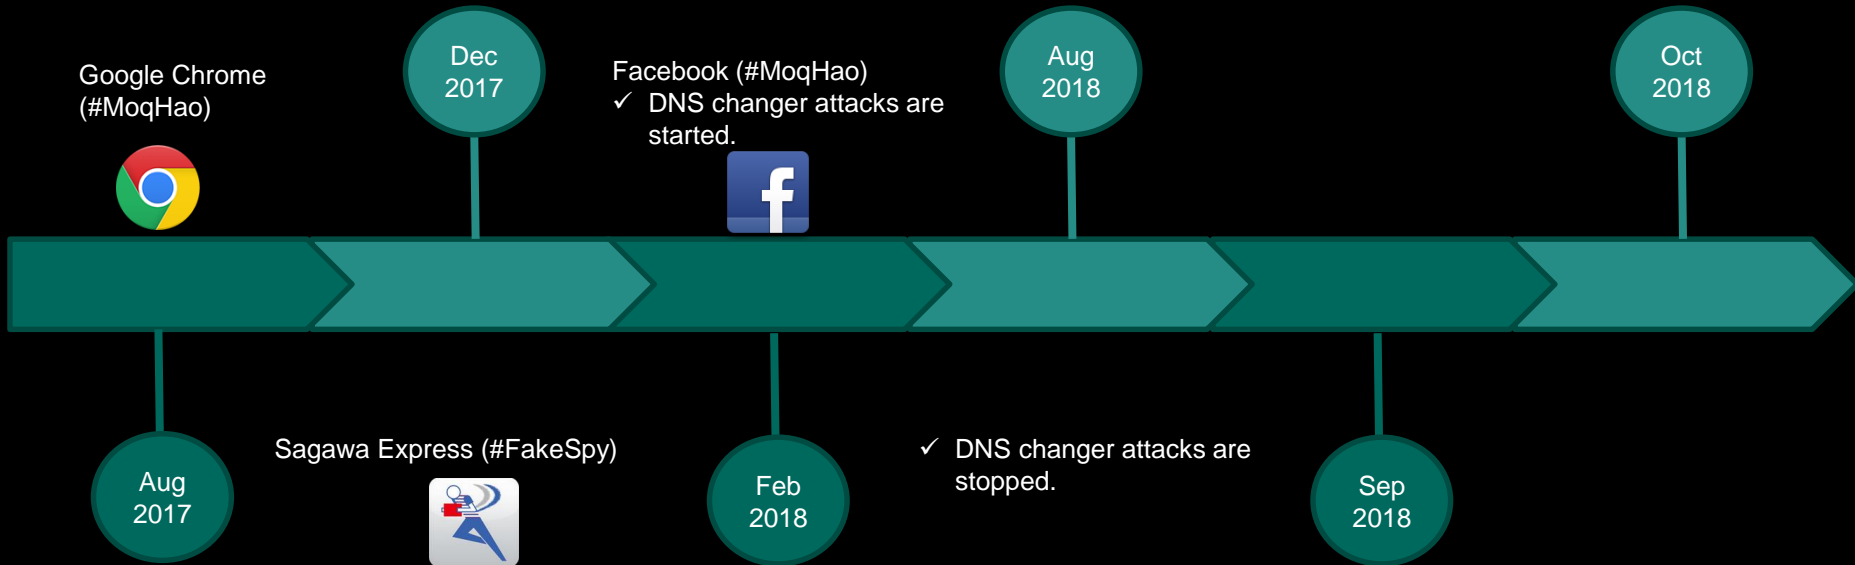 Google Chrome
(#MoqHao)
Dec
2017
Facebook (#MoqHao)
✓ DNS changer attacks are
started.
Aug
2018
Oct
2018
f
Aug
2017
Sagawa Express (#FakeSpy)
Feb
2018
✓ DNS changer attacks are
stopped.
Sep
2018